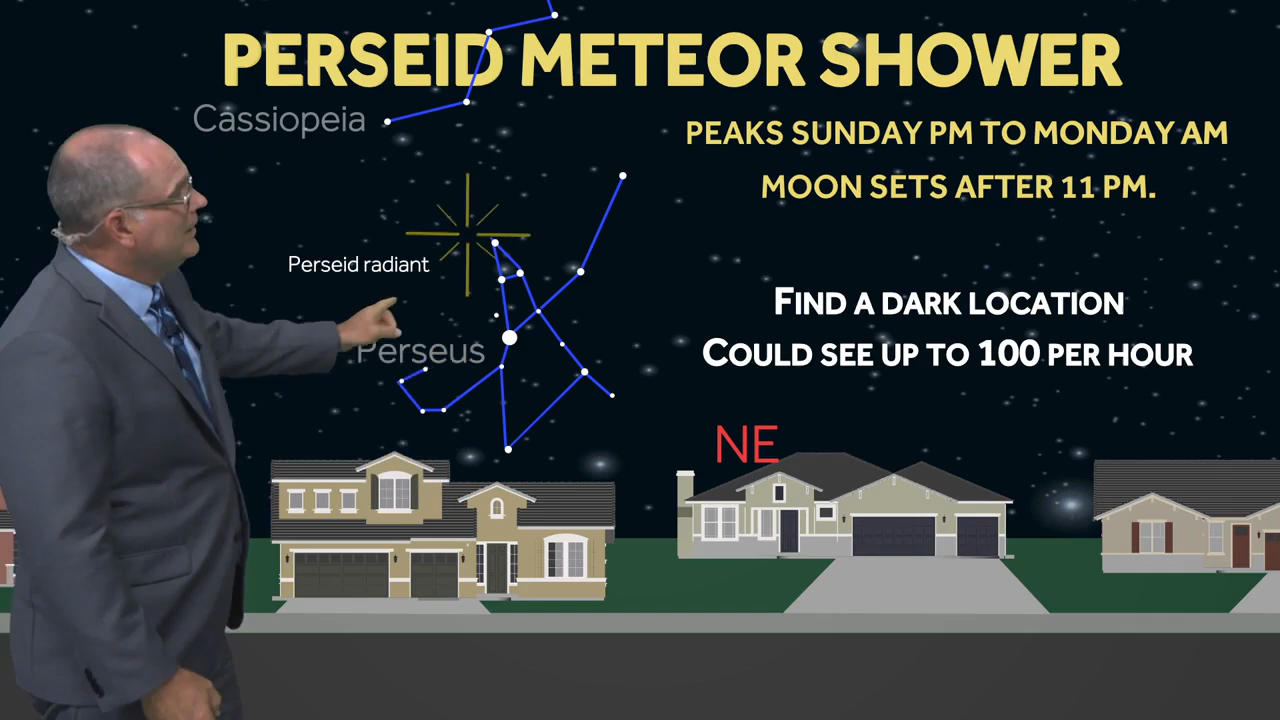 PERSEID METEOR SHOWER
Cassiopeia
PEAKS SUNDAY PM TO MONDAY AM
MOON SETS AFTER 11 PM.
Perseid radiant
FIND A DARK LOCATION
COULD SEE UP TO 100 PER HOUR
Perseus
NE